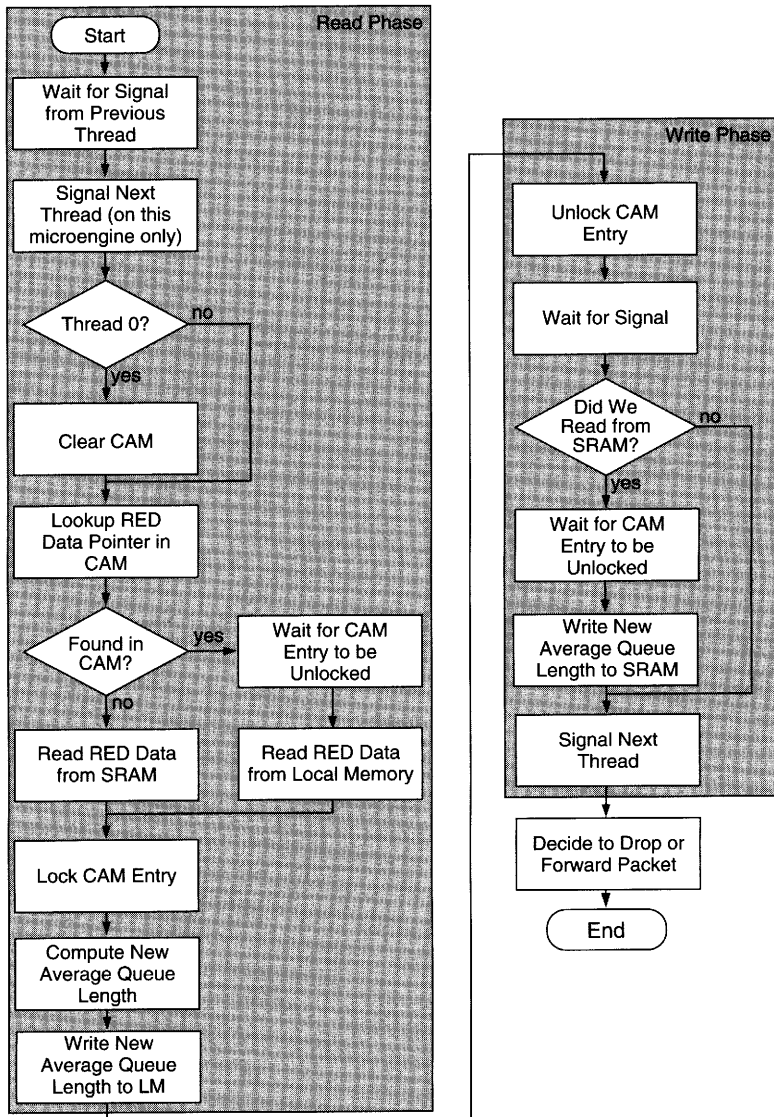 Read Phase
Start
Wait for Signal
from Previous
Thread
Signal Next
Thread (on this
microengine only)
Thread 0?
no
yes
Clear CAM
Lookup RED
Data Pointer in
CAM
Found in
CAM?
yes
no
Wait for CAM
Entry to be
Unlocked
Read RED Data
from SRAM
Read RED Data
from Local Memory
Lock CAM Entry
Compute New
Average Queue
Length
Write New
Average Queue
Length to LM
Write Phase
Unlock CAM
Entry
Wait for Signal
Did We
Read from
SRAM?
no
yes
Wait for CAM
Entry to be
Unlocked
Write New
Average Queue
Length to SRAM
Signal Next
Thread
Decide to Drop or
Forward Packet
End